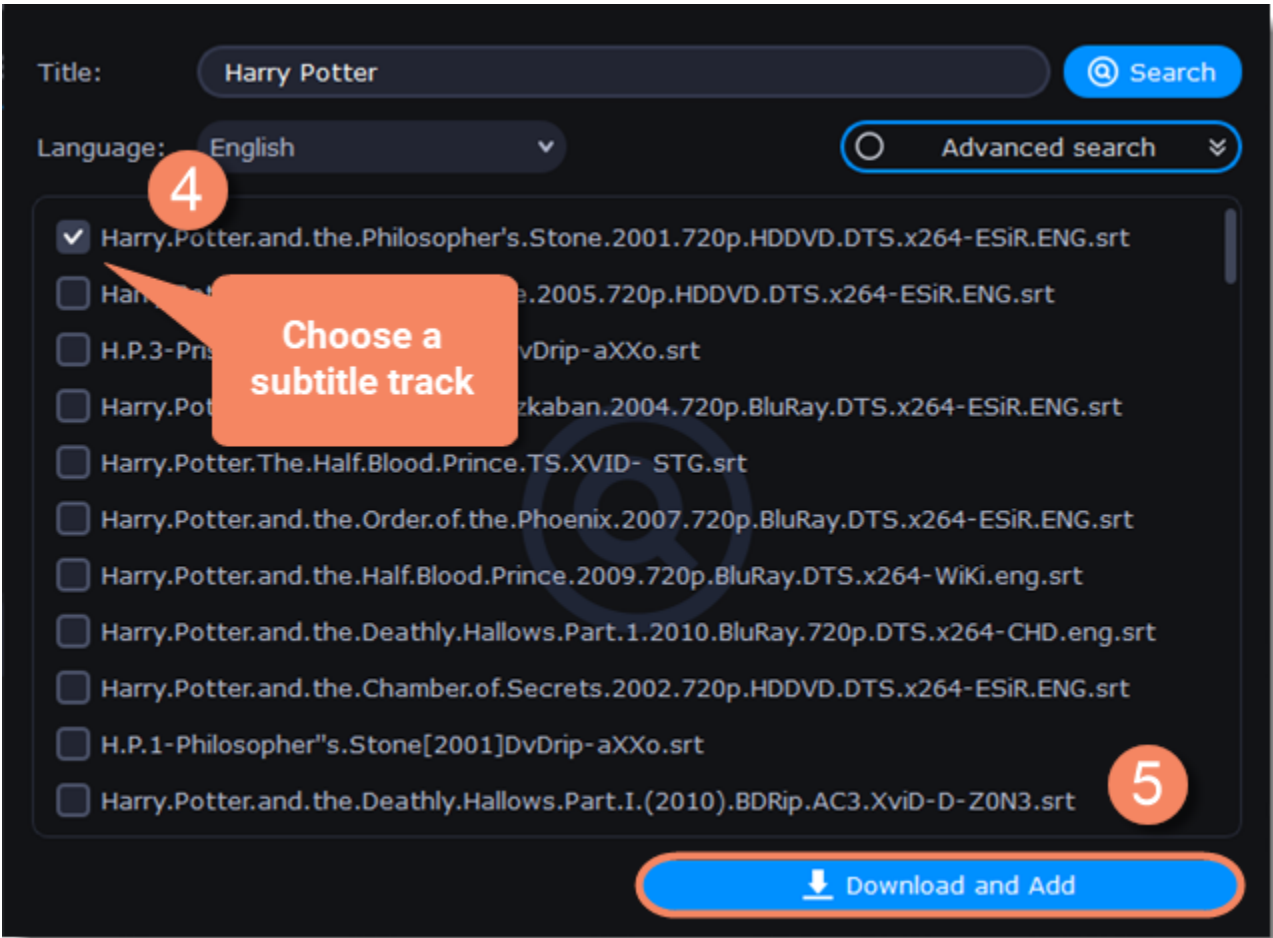 Title:
Harry Potter
Search
Language:
English
Advanced search
4
Harry.Potter.and.the.Philosopher's.Stone.2001.720p.HDDVD.DTS.x264-ESiR.ENG.srt
e.2005.720p.HDDVD.DTS.x264-ESiR.ENG.srt
Choose a
subtitle track
H.P.3-Pris vDrip-aXXo.srt
Harry.Pot zkaban.2004.720p.BluRay.DTS.x264-ESiR.ENG.srt
Harry.Potter.The.Half.Blood.Prince.TS.XVID- STG.srt
Harry.Potter.and.the.Order.of.the.Phoenix.2007.720p.BluRay.DTS.x264-ESiR.ENG.srt
Harry.Potter.and.the.Half.Blood.Prince.2009.720p.BluRay.DTS.x264-WiKi.eng.srt
Harry.Potter.and.the.Deathly.Hallows.Part.1.2010.BluRay.720p.DTS.x264-CHD.eng.srt
Harry.Potter.and.the.Chamber.of.Secrets.2002.720p.HDDVD.DTS.x264-ESiR.ENG.srt
H.P.1-Philosopher"s.Stone[2001]DvDrip-aXXo.srt
Harry.Potter.and.the.Deathly.Hallows.Part.I.(2010).BDRip.AC3.XviD-D-Z0N3.srt
5
Download and Add